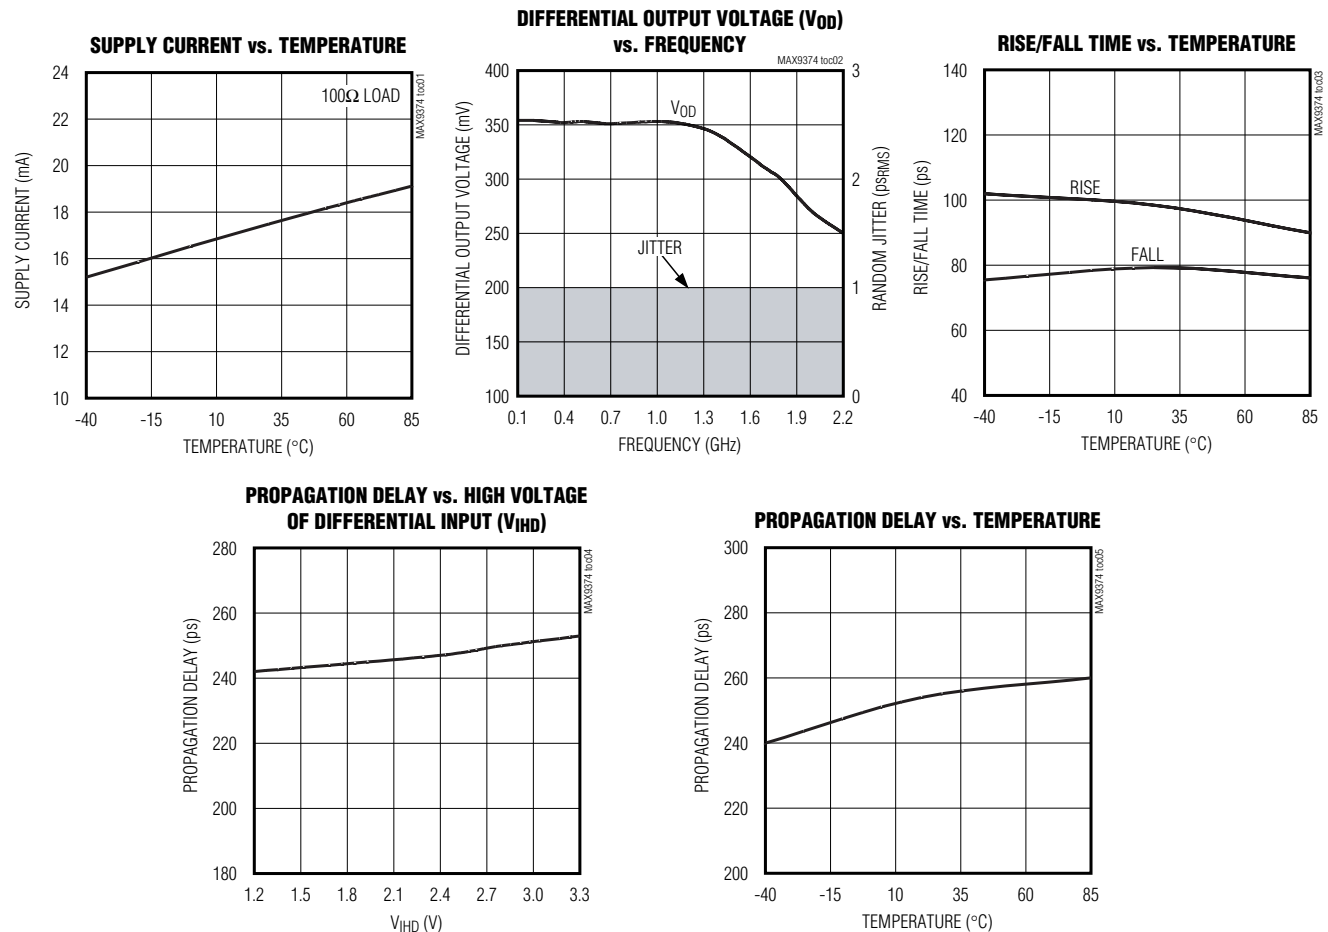 SUPPLY CURRENT vs. TEMPERATURE
24
22
20
18
16
14
12
10
-40 -15 10 35 60 85
SUPPLY CURRENT (mA)
TEMPERATURE (°C)
100Ω LOAD
MAX9374 toc01
DIFFERENTIAL OUTPUT VOLTAGE (VOD)
vs. FREQUENCY
MAX9374 toc02
400
350
300
250
200
150
100
3
2
1
0
0.1 0.4 0.7 1.0 1.3 1.6 1.9 2.2
DIFFERENTIAL OUTPUT VOLTAGE (mV)
RANDOM JITTER (psRMS)
FREQUENCY (GHz)
VOD
JITTER
RISE/FALL TIME vs. TEMPERATURE
140
120
100
80
60
40
-40 -15 10 35 60 85
RISE/FALL TIME (ps)
TEMPERATURE (°C)
RISE
FALL
MAX9374 toc03
PROPAGATION DELAY vs. HIGH VOLTAGE
OF DIFFERENTIAL INPUT (VIHD)
280
260
240
220
200
180
1.2 1.5 1.8 2.1 2.4 2.7 3.0 3.3
PROPAGATION DELAY (ps)
VIHD (V)
MAX9374 toc04
PROPAGATION DELAY vs. TEMPERATURE
300
280
260
240
220
200
-40 -15 10 35 60 85
PROPAGATION DELAY (ps)
TEMPERATURE (°C)
MAX9374 toc05